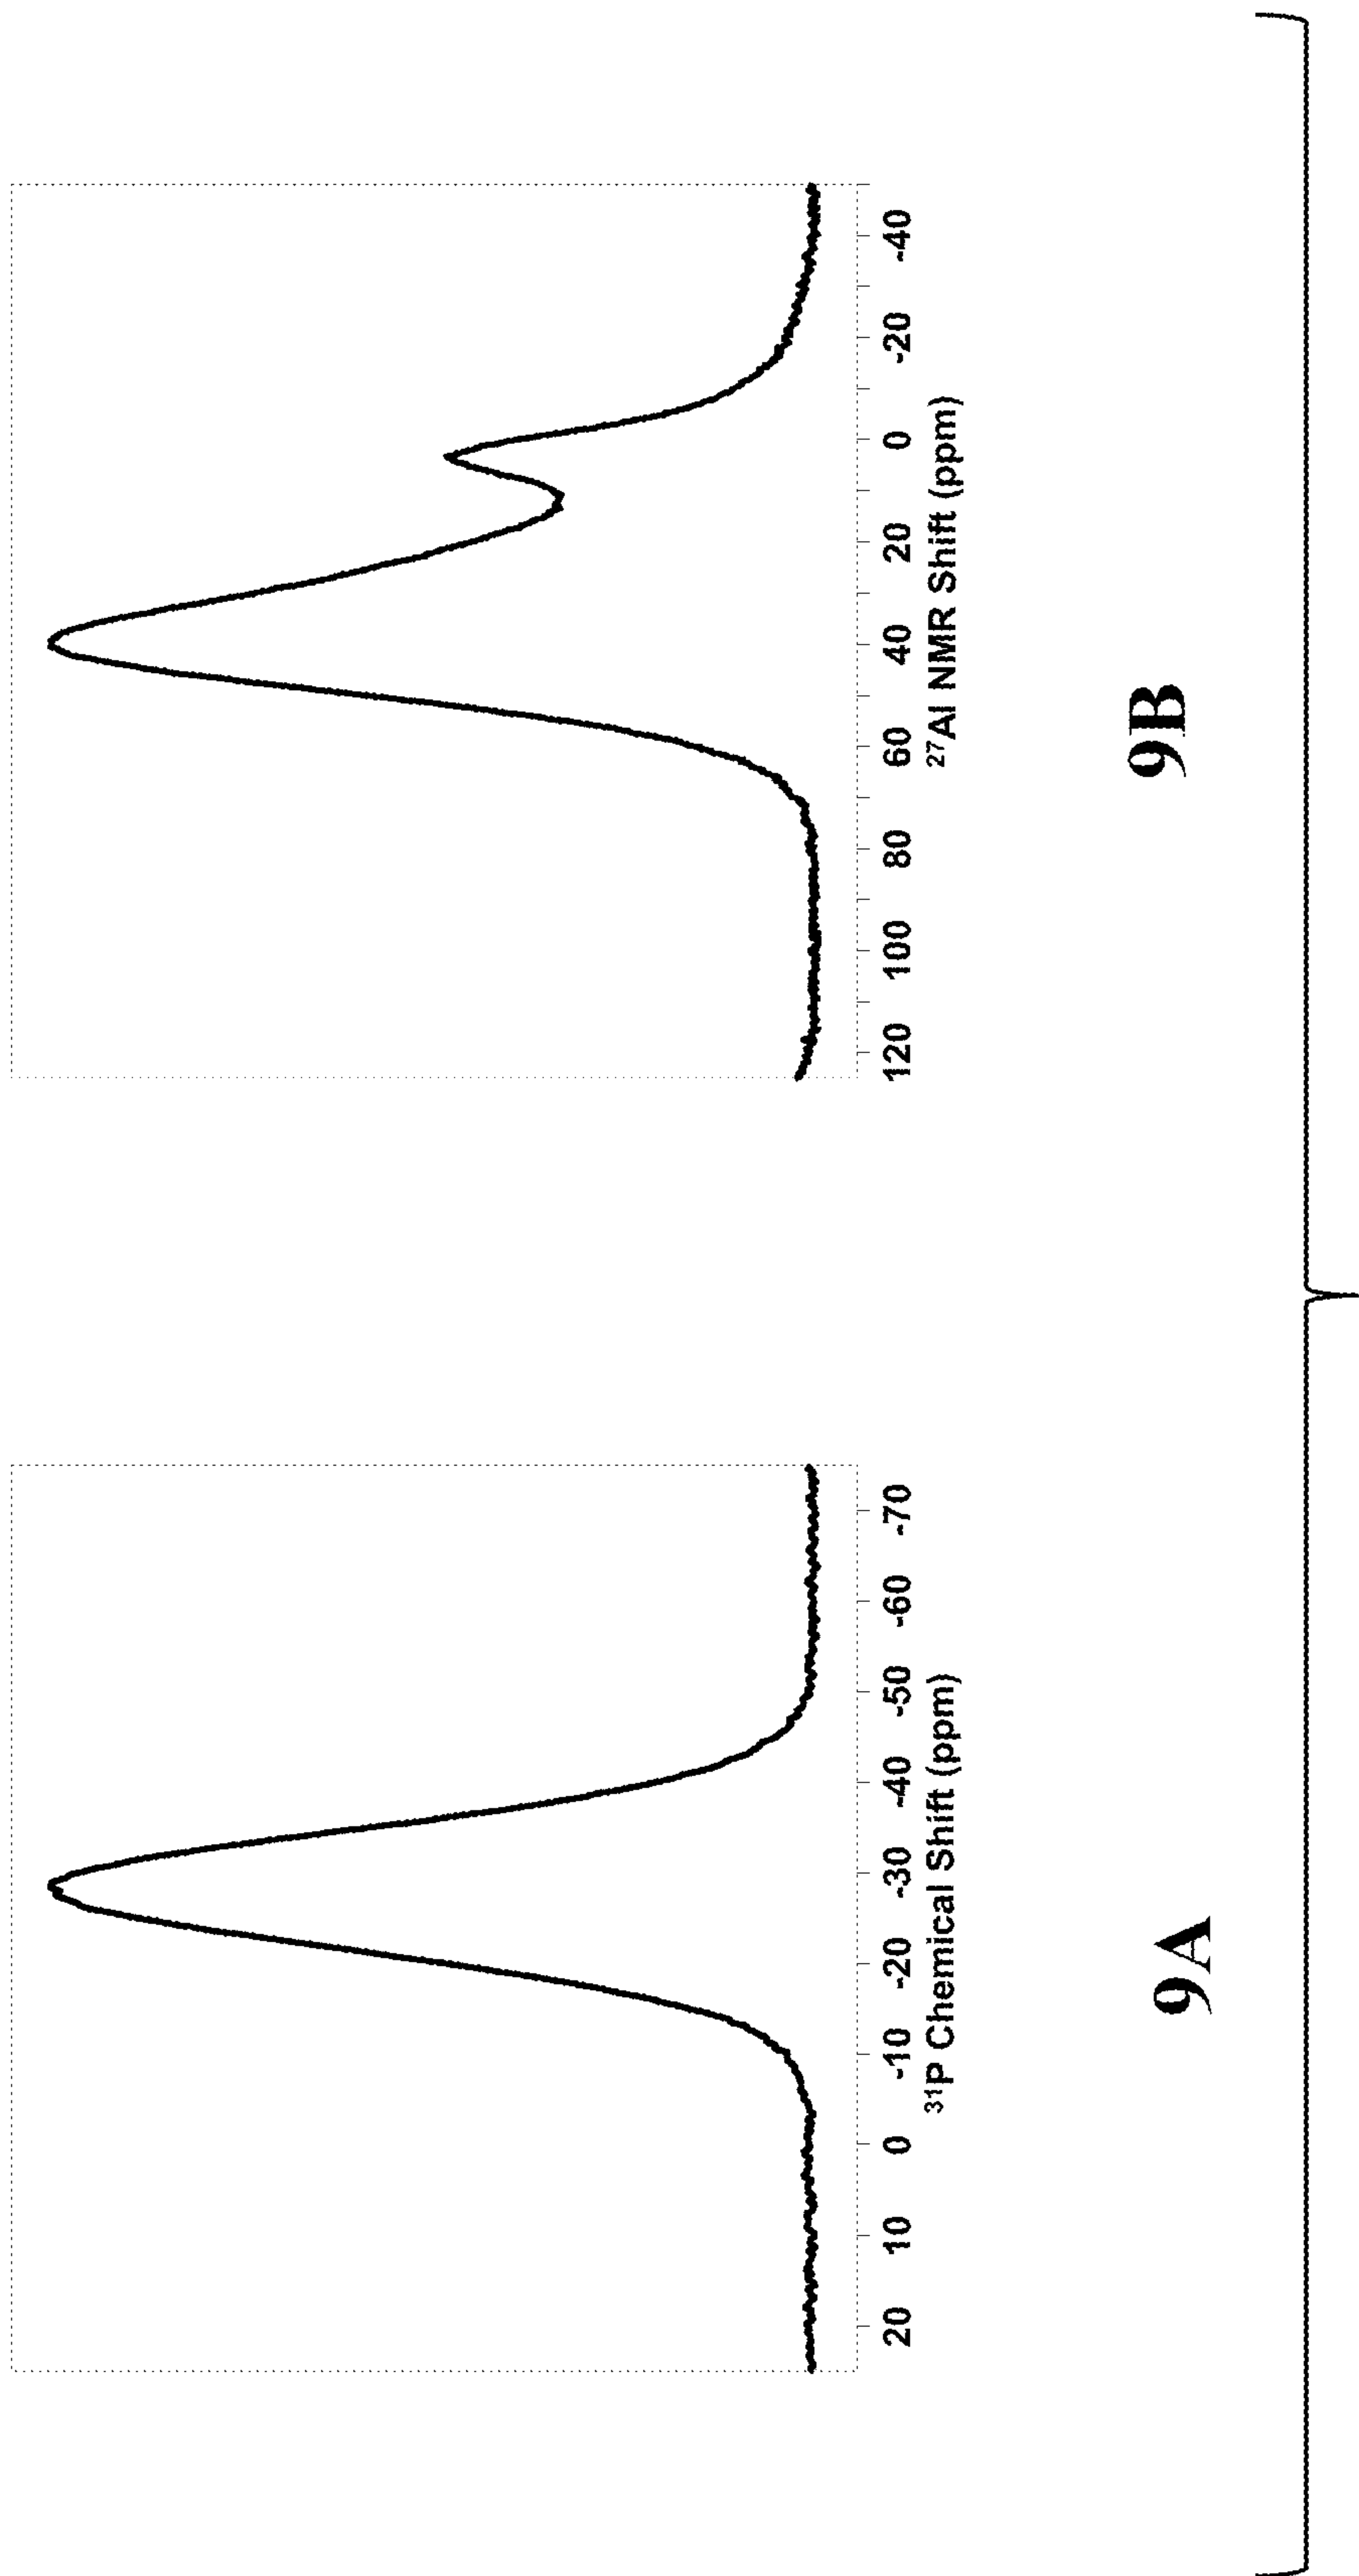 20 10 0 -10 -20 -30 -40 -50 -60 -70
³¹P Chemical Shift (ppm)
9A
120 100 80 60 40 20 0 -20 -40
²⁷Al NMR Shift (ppm)
9B